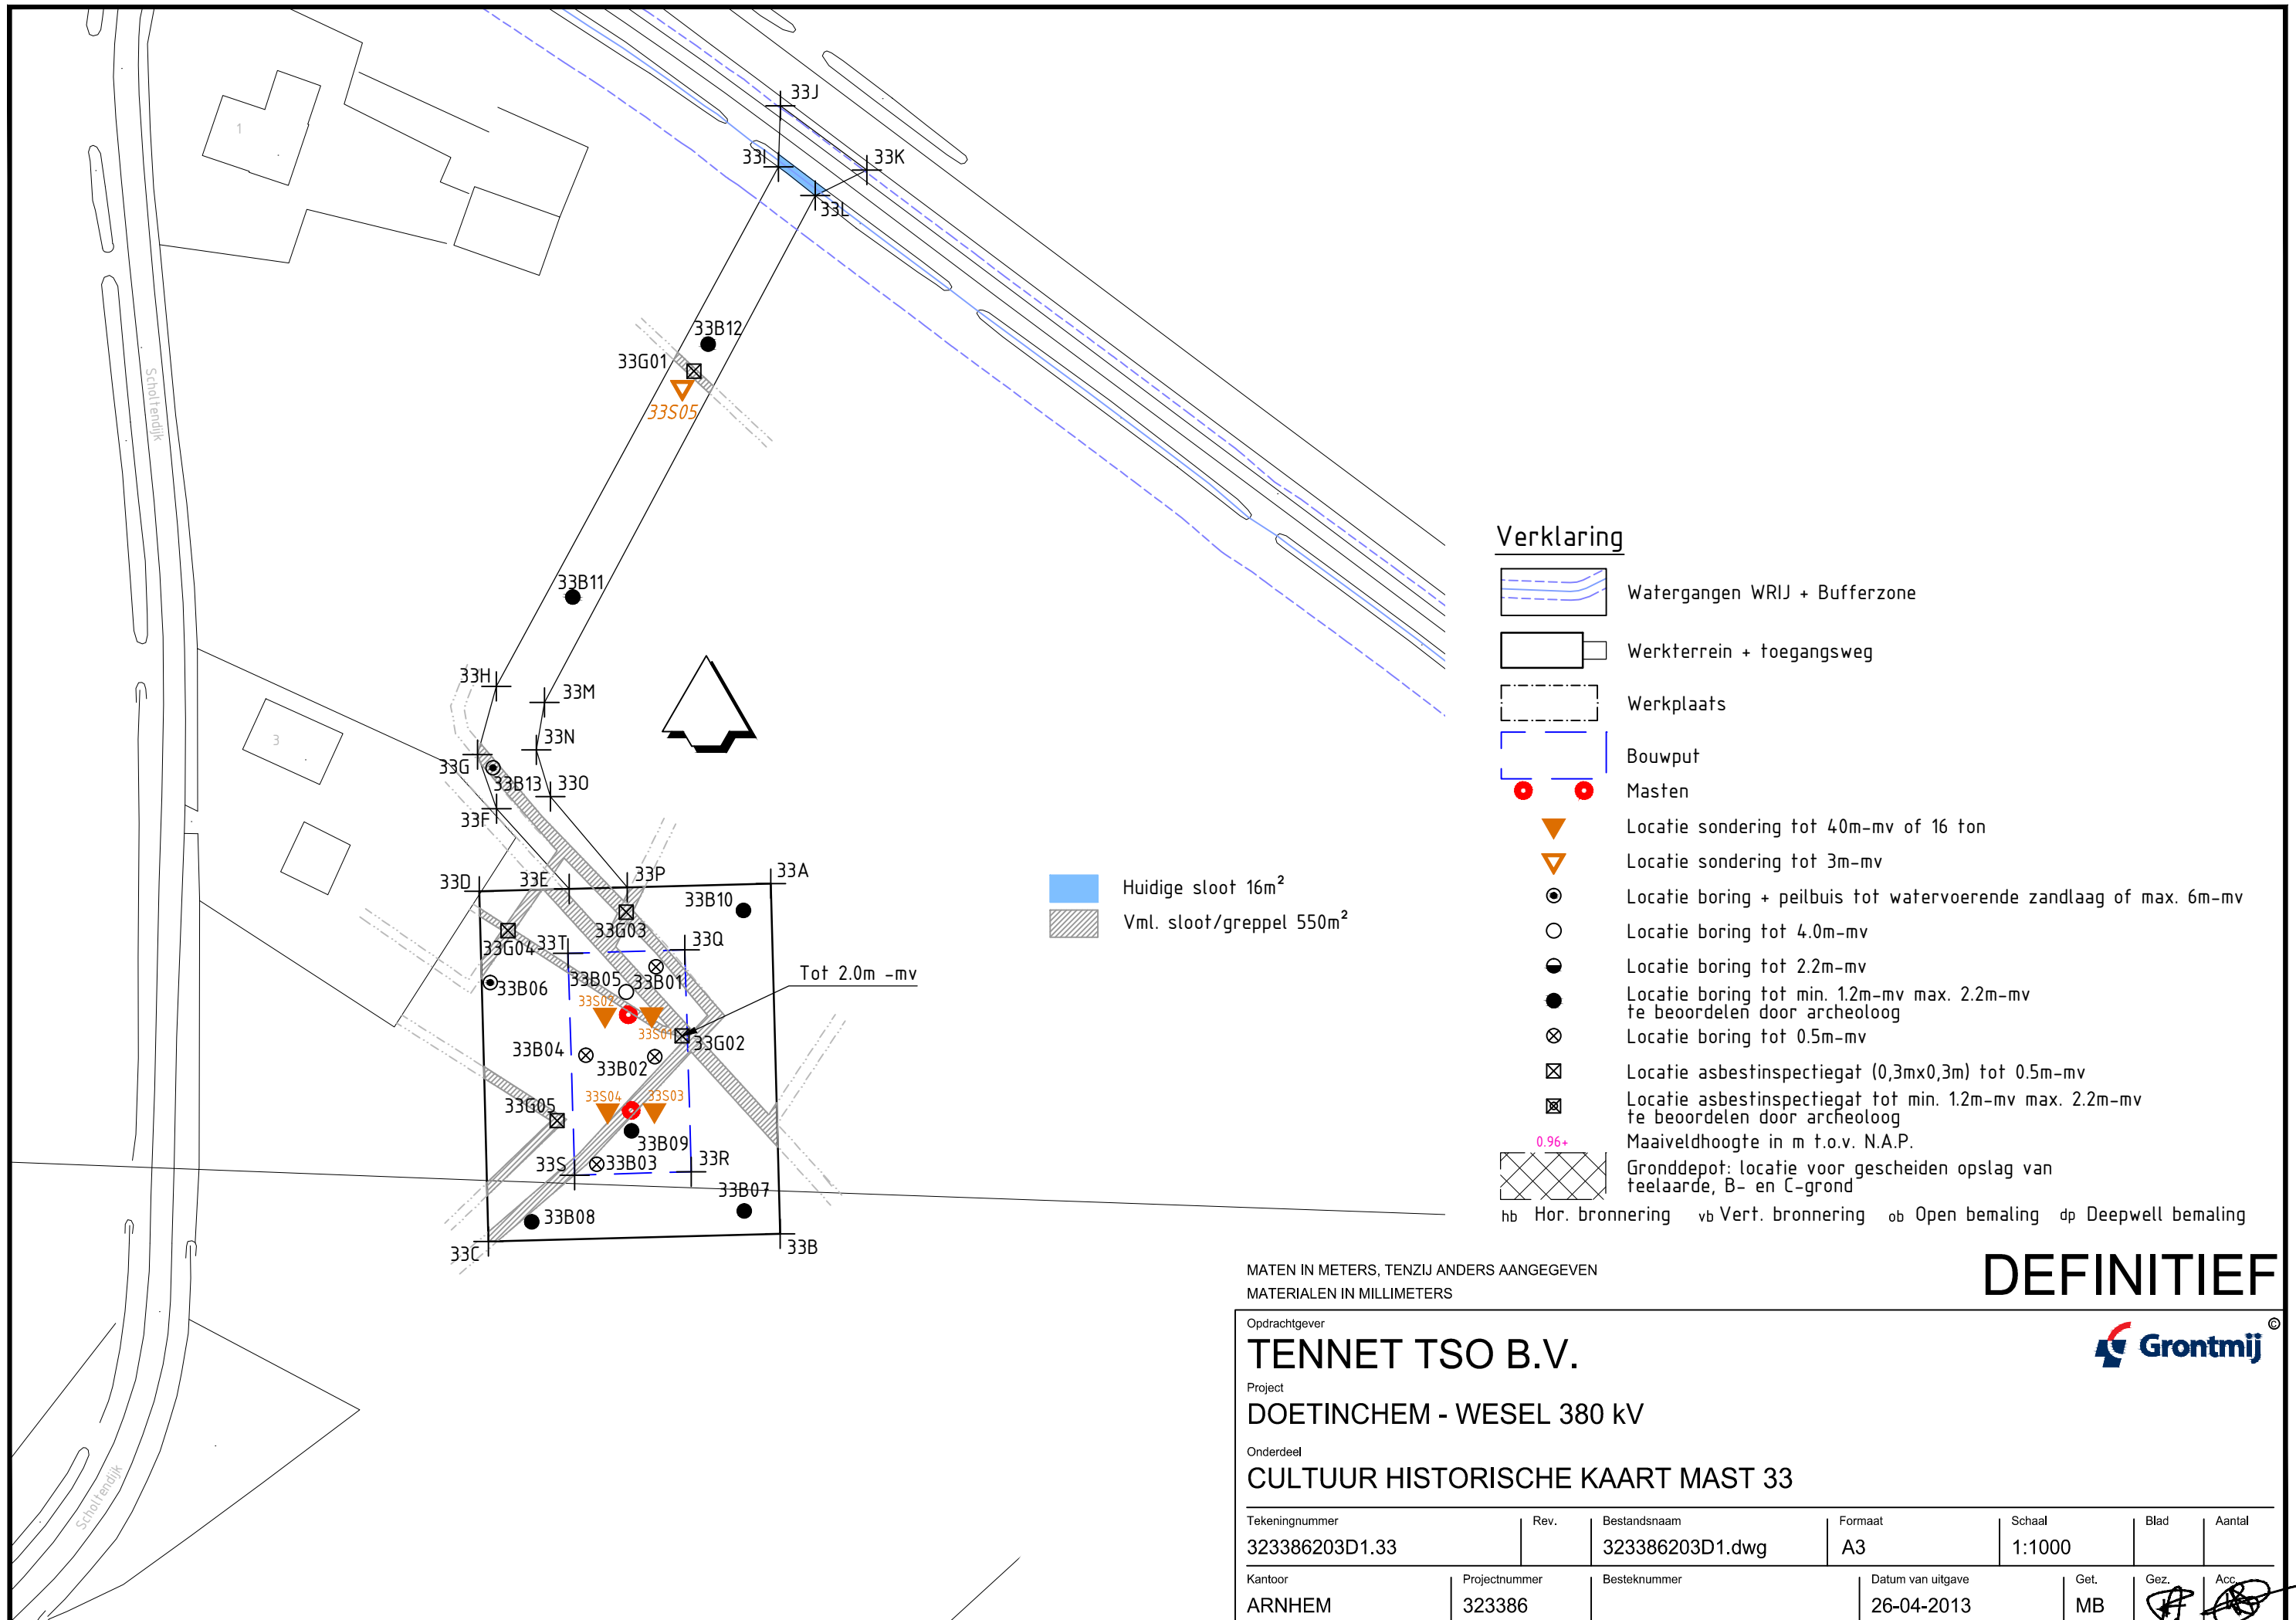 33J
33I
33K
33L
1
Scholtendijk
33B12
33G01
33S05
33B11
33H
33M
33N
33G
33B13
33O
33F
3
33D
33E
33P
33A
33B10
33G03
33G04
33T
33Q
33B05
33B01
33B06
33S02
33S01
33G02
Tot 2.0m -mv
33B04
33B02
33S04
33S03
33G05
33B09
33S
33B03
33R
33B07
33B08
33C
33B
Scholtendijk
Huidige sloot 16m²
Vml. sloot/greppel 550m²
Verklaring
Watergangen WRIJ + Bufferzone
Werkterrein + toegangsweg
Werkplaats
Bouwput
Masten
Locatie sondering tot 40m-mv of 16 ton
Locatie sondering tot 3m-mv
Locatie boring + peilbuis tot watervoerende zandlaag of max. 6m-mv
Locatie boring tot 4.0m-mv
Locatie boring tot 2.2m-mv
Locatie boring tot min. 1.2m-mv max. 2.2m-mv
te beoordelen door archeoloog
Locatie boring tot 0.5m-mv
Locatie asbestinspectiegat (0,3mx0,3m) tot 0.5m-mv
Locatie asbestinspectiegat tot min. 1.2m-mv max. 2.2m-mv
te beoordelen door archeoloog
0.96+ Maaiveldhoogte in m t.o.v. N.A.P.
Gronddepot: locatie voor gescheiden opslag van
teelaarde, B- en C-grond
hb Hor. bronnering vb Vert. bronnering ob Open bemaling dp Deepwell bemaling
MATEN IN METERS, TENZIJ ANDERS AANGEGEVEN
MATERIALEN IN MILLIMETERS
DEFINITIEF
Opdrachtgever
TENNET TSO B.V.
Grontmij ©
Project
DOETINCHEM - WESEL 380 kV
Onderdeel
CULTUUR HISTORISCHE KAART MAST 33
Tekeningnummer Rev. Bestandsnaam Formaat Schaal Blad Aantal
323386203D1.33 323386203D1.dwg A3 1:1000
Kantoor Projectnummer Besteknummer Datum van uitgave Get. Gez. Acc.
ARNHEM 323386 26-04-2013 MB